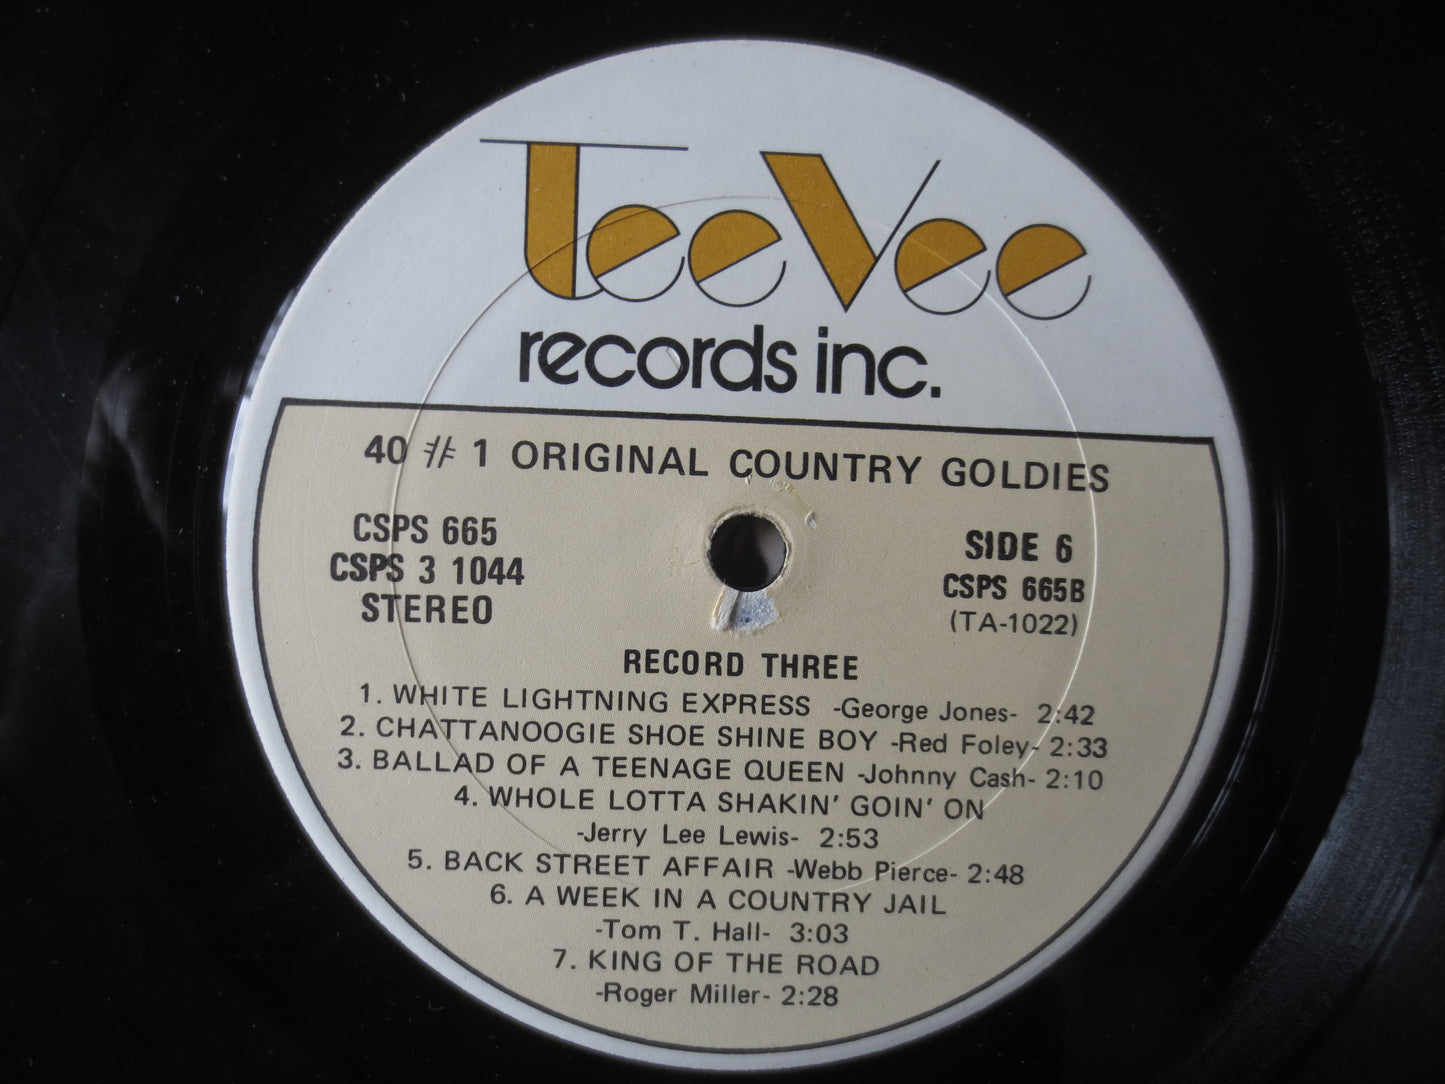 TeeVee
records inc.
40 # 1 ORIGINAL COUNTRY GOLDIES
CSPS 665
CSPS 3 1044
STEREO
SIDE 6
CSPS 665B
(TA-1022)
RECORD THREE
1. WHITE LIGHTNING EXPRESS -George Jones- 2:42
2. CHATTANOOGIE SHOE SHINE BOY -Red Foley- 2:33
3. BALLAD OF A TEENAGE QUEEN -Johnny Cash- 2:10
4. WHOLE LOTTA SHAKIN' GOIN' ON
-Jerry Lee Lewis- 2:53
5. BACK STREET AFFAIR -Webb Pierce- 2:48
6. A WEEK IN A COUNTRY JAIL
-Tom T. Hall- 3:03
7. KING OF THE ROAD
-Roger Miller- 2:28